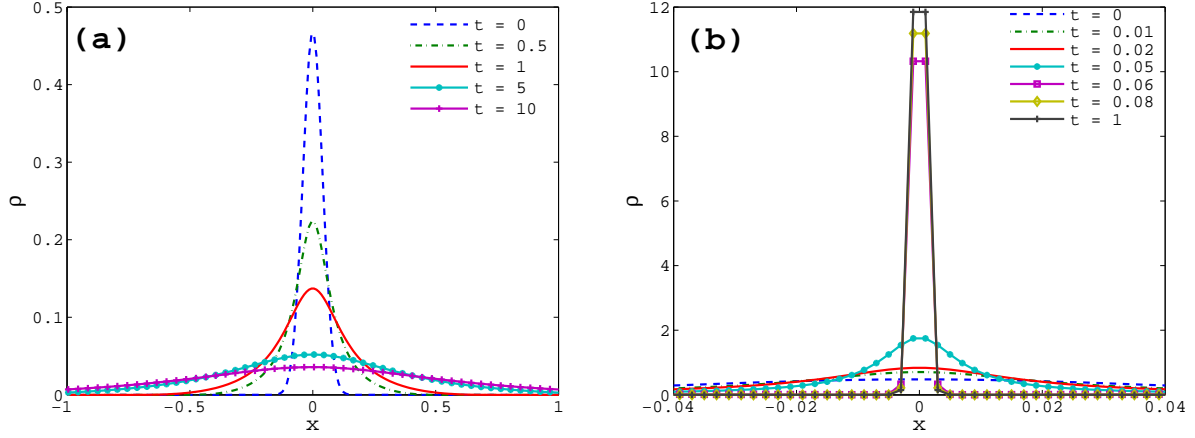 (a)
t = 0
t = 0.5
t = 1
t = 5
t = 10
0.5
0.4
0.3
0.2
0.1
0
ρ
−1
−0.5
0
0.5
1
x
(b)
t = 0
t = 0.01
t = 0.02
t = 0.05
t = 0.06
t = 0.08
t = 1
12
10
8
6
4
2
0
ρ
−0.04
−0.02
0
0.02
0.04
x